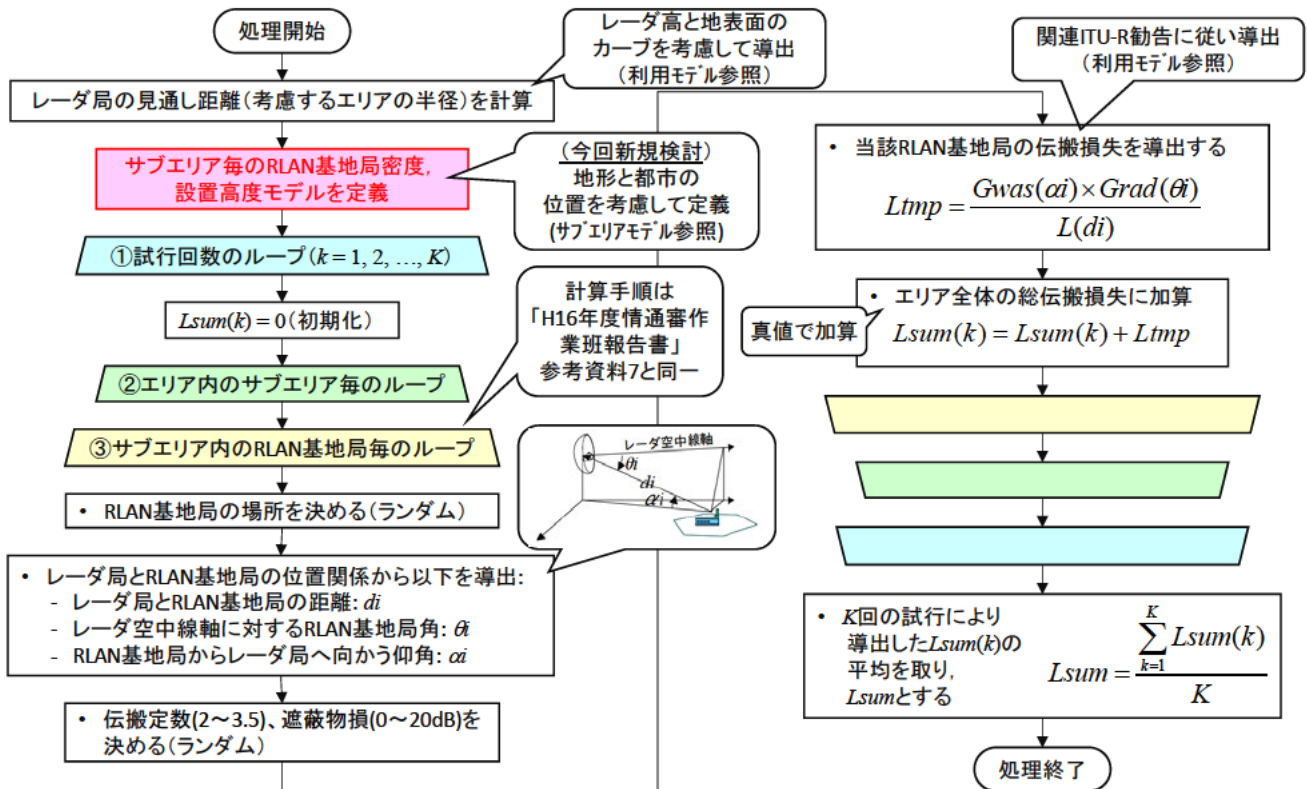 処理開始
レーダ高と地表面の
カーブを考慮して導出
(利用ﾓﾃﾞﾙ参照)
レーダ局の見通し距離(考慮するエリアの半径)を計算
サブエリア毎のRLAN基地局密度,
設置高度モデルを定義
(今回新規検討)
地形と都市の
位置を考慮して定義
(ｻﾌﾞｴﾘｱﾓﾃﾞﾙ参照)
①試行回数のループ(k = 1, 2, …, K)
Lsum(k) = 0(初期化)
計算手順は
「H16年度情通審作
業班報告書」
参考資料7と同一
②エリア内のサブエリア毎のループ
③サブエリア内のRLAN基地局毎のループ
• RLAN基地局の場所を決める(ランダム)
レーダ空中線軸
θi
di
αi
• レーダ局とRLAN基地局の位置関係から以下を導出:
- レーダ局とRLAN基地局の距離: di
- レーダ空中線軸に対するRLAN基地局角: θi
- RLAN基地局からレーダ局へ向かう仰角: αi
• 伝搬定数(2～3.5)、遮蔽物損(0～20dB)を
決める(ランダム)
関連ITU-R勧告に従い導出
(利用ﾓﾃﾞﾙ参照)
• 当該RLAN基地局の伝搬損失を導出する
Ltmp = Gwas(αi) × Grad(θi) / L(di)
• エリア全体の総伝搬損失に加算
真値で加算
Lsum(k) = Lsum(k) + Ltmp
• K回の試行により
導出したLsum(k)の
平均を取り,
Lsumとする
Lsum = ∑_{k=1}^{K} Lsum(k) / K
処理終了